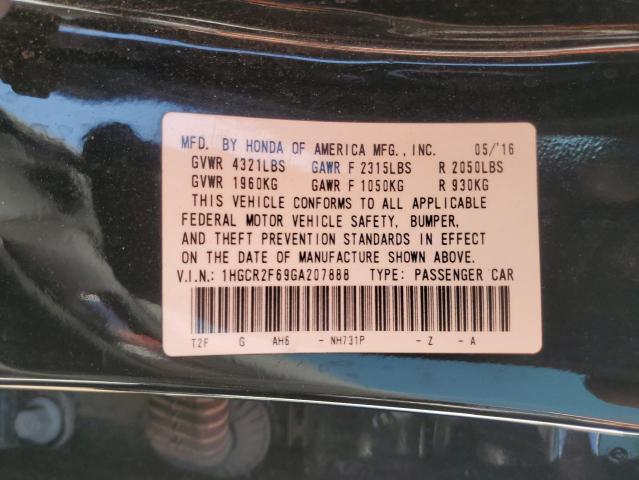 MFD. BY HONDA OF AMERICA MFG., INC. 05/'16
GVWR 4321LBS GAWR F 2315LBS R 2050LBS
GVWR 1960KG GAWR F 1050KG R 930KG
THIS VEHICLE CONFORMS TO ALL APPLICABLE
FEDERAL MOTOR VEHICLE SAFETY, BUMPER,
AND THEFT PREVENTION STANDARDS IN EFFECT
ON THE DATE OF MANUFACTURE SHOWN ABOVE.
V.I.N.: 1HGCR2F69GA207888 TYPE: PASSENGER CAR
T2F G AH6 - NH731P - Z - A